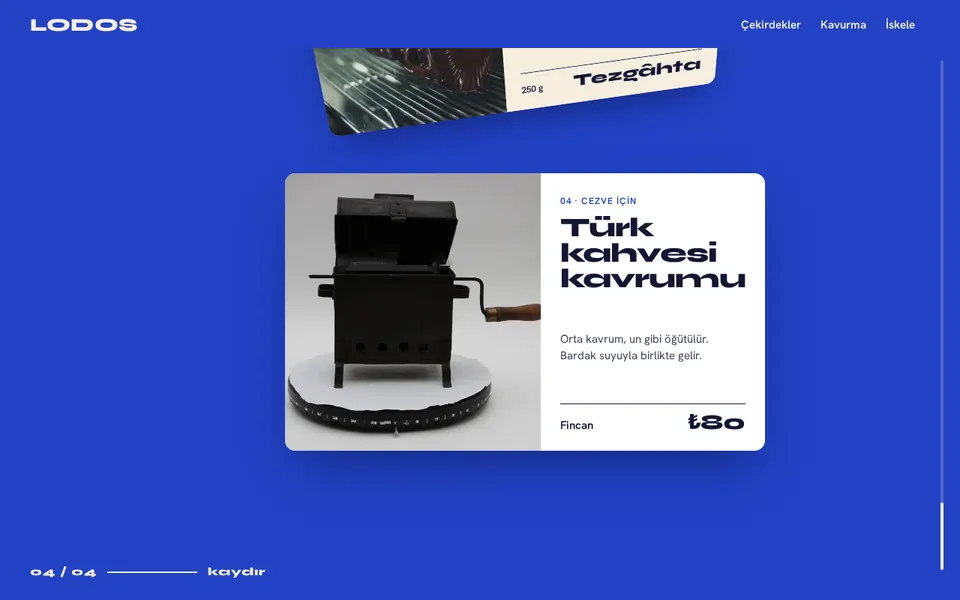 LODOS
Çekirdekler
Kavurma
İskele
250 g
Tezgâhta
04 · CEZVE İÇİN
Türk
kahvesi
kavrumu
Orta kavrum, un gibi öğütülür.
Bardak suyuyla birlikte gelir.
Fincan
₺80
04 / 04
kaydır